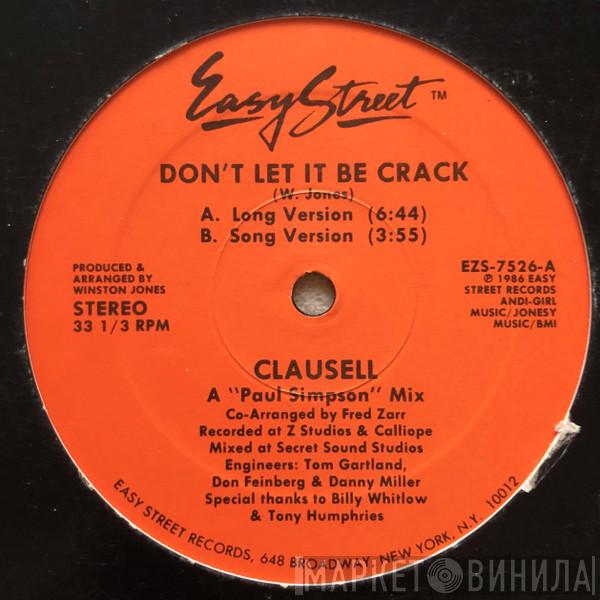 Easy Street ™
DON'T LET IT BE CRACK
(W. Jones)
A. Long Version (6:44)
B. Song Version (3:55)
PRODUCED &
ARRANGED BY
WINSTON JONES
STEREO
33 1/3 RPM
EZS-7526-A
℗ 1986 EASY
STREET RECORDS
ANDI-GIRL
MUSIC/JONESY
MUSIC/BMI
CLAUSELL
A "Paul Simpson" Mix
Co-Arranged by Fred Zarr
Recorded at Z Studios & Calliope
Mixed at Secret Sound Studios
Engineers: Tom Gartland,
Don Feinberg & Danny Miller
Special thanks to Billy Whitlow
& Tony Humphries
EASY STREET RECORDS, 648 BROADWAY, NEW YORK, N.Y. 10012
МАРКЕТ ВИНИЛА